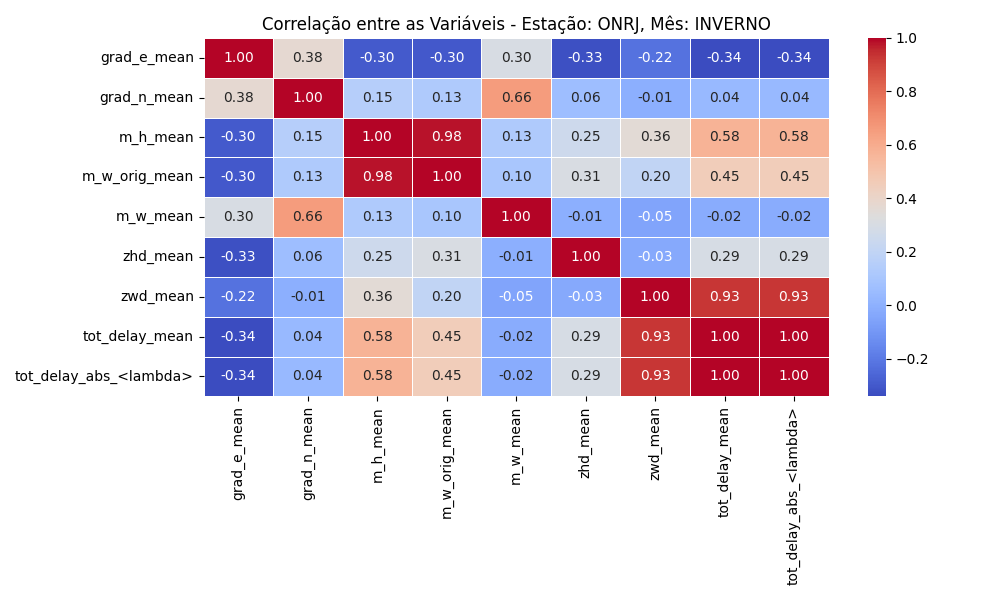 Correlação entre as Variáveis - Estação: ONRJ, Mês: INVERNO
grad_e_mean 1.00 0.38 -0.30 -0.30 0.30 -0.33 -0.22 -0.34 -0.34
grad_n_mean 0.38 1.00 0.15 0.13 0.66 0.06 -0.01 0.04 0.04
m_h_mean -0.30 0.15 1.00 0.98 0.13 0.25 0.36 0.58 0.58
m_w_orig_mean -0.30 0.13 0.98 1.00 0.10 0.31 0.20 0.45 0.45
m_w_mean 0.30 0.66 0.13 0.10 1.00 -0.01 -0.05 -0.02 -0.02
zhd_mean -0.33 0.06 0.25 0.31 -0.01 1.00 -0.03 0.29 0.29
zwd_mean -0.22 -0.01 0.36 0.20 -0.05 -0.03 1.00 0.93 0.93
tot_delay_mean -0.34 0.04 0.58 0.45 -0.02 0.29 0.93 1.00 1.00
tot_delay_abs_<lambda> -0.34 0.04 0.58 0.45 -0.02 0.29 0.93 1.00 1.00
grad_e_mean
grad_n_mean
m_h_mean
m_w_orig_mean
m_w_mean
zhd_mean
zwd_mean
tot_delay_mean
tot_delay_abs_<lambda>
1.0
0.8
0.6
0.4
0.2
0.0
−0.2